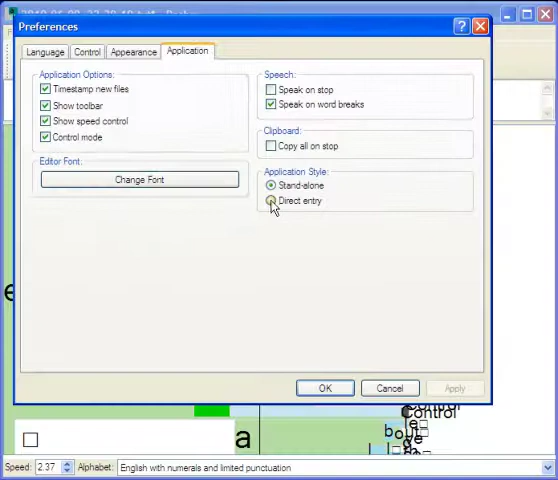 Preferences
Language Control Appearance Application
Application Options:
Timestamp new files
Show toolbar
Show speed control
Control mode
Editor Font:
Change Font
Speech:
Speak on stop
Speak on word breaks
Clipboard:
Copy all on stop
Application Style:
Stand-alone
Direct entry
OK Cancel Apply
e
Control
a
bout
Speed: 2.37 Alphabet: English with numerals and limited punctuation